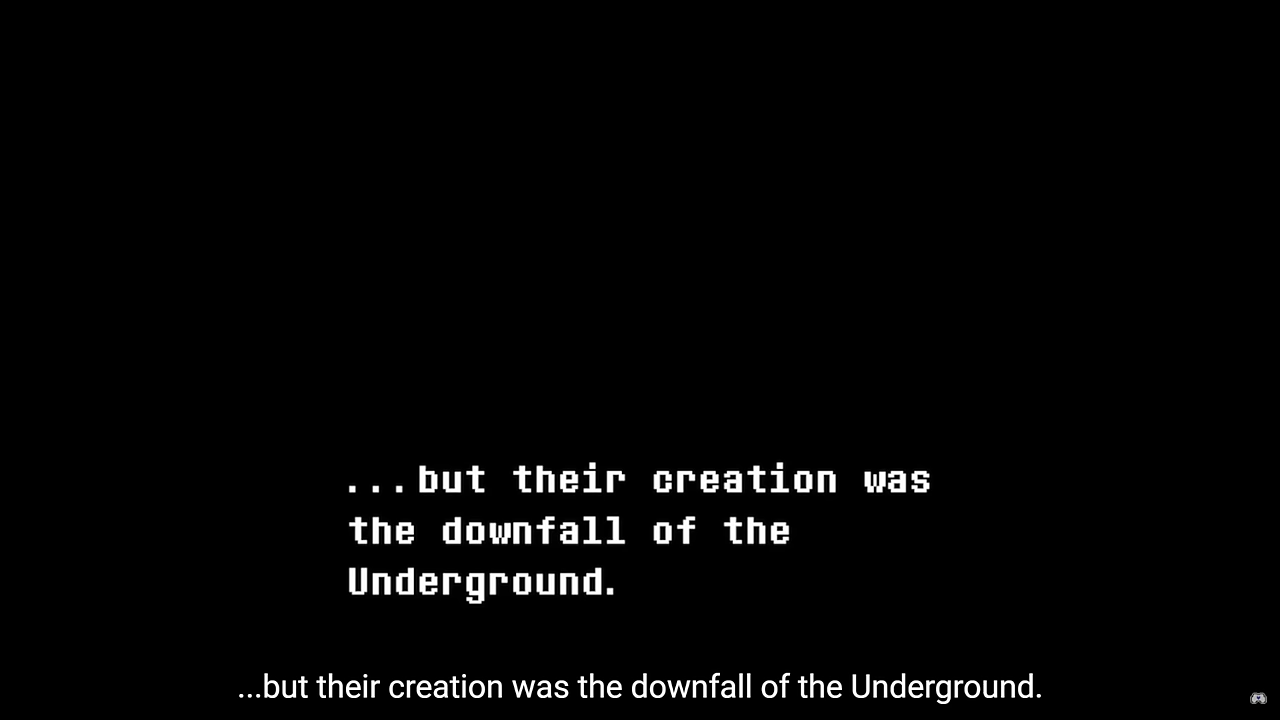 ...but their creation was
the downfall of the
Underground.
...but their creation was the downfall of the Underground.